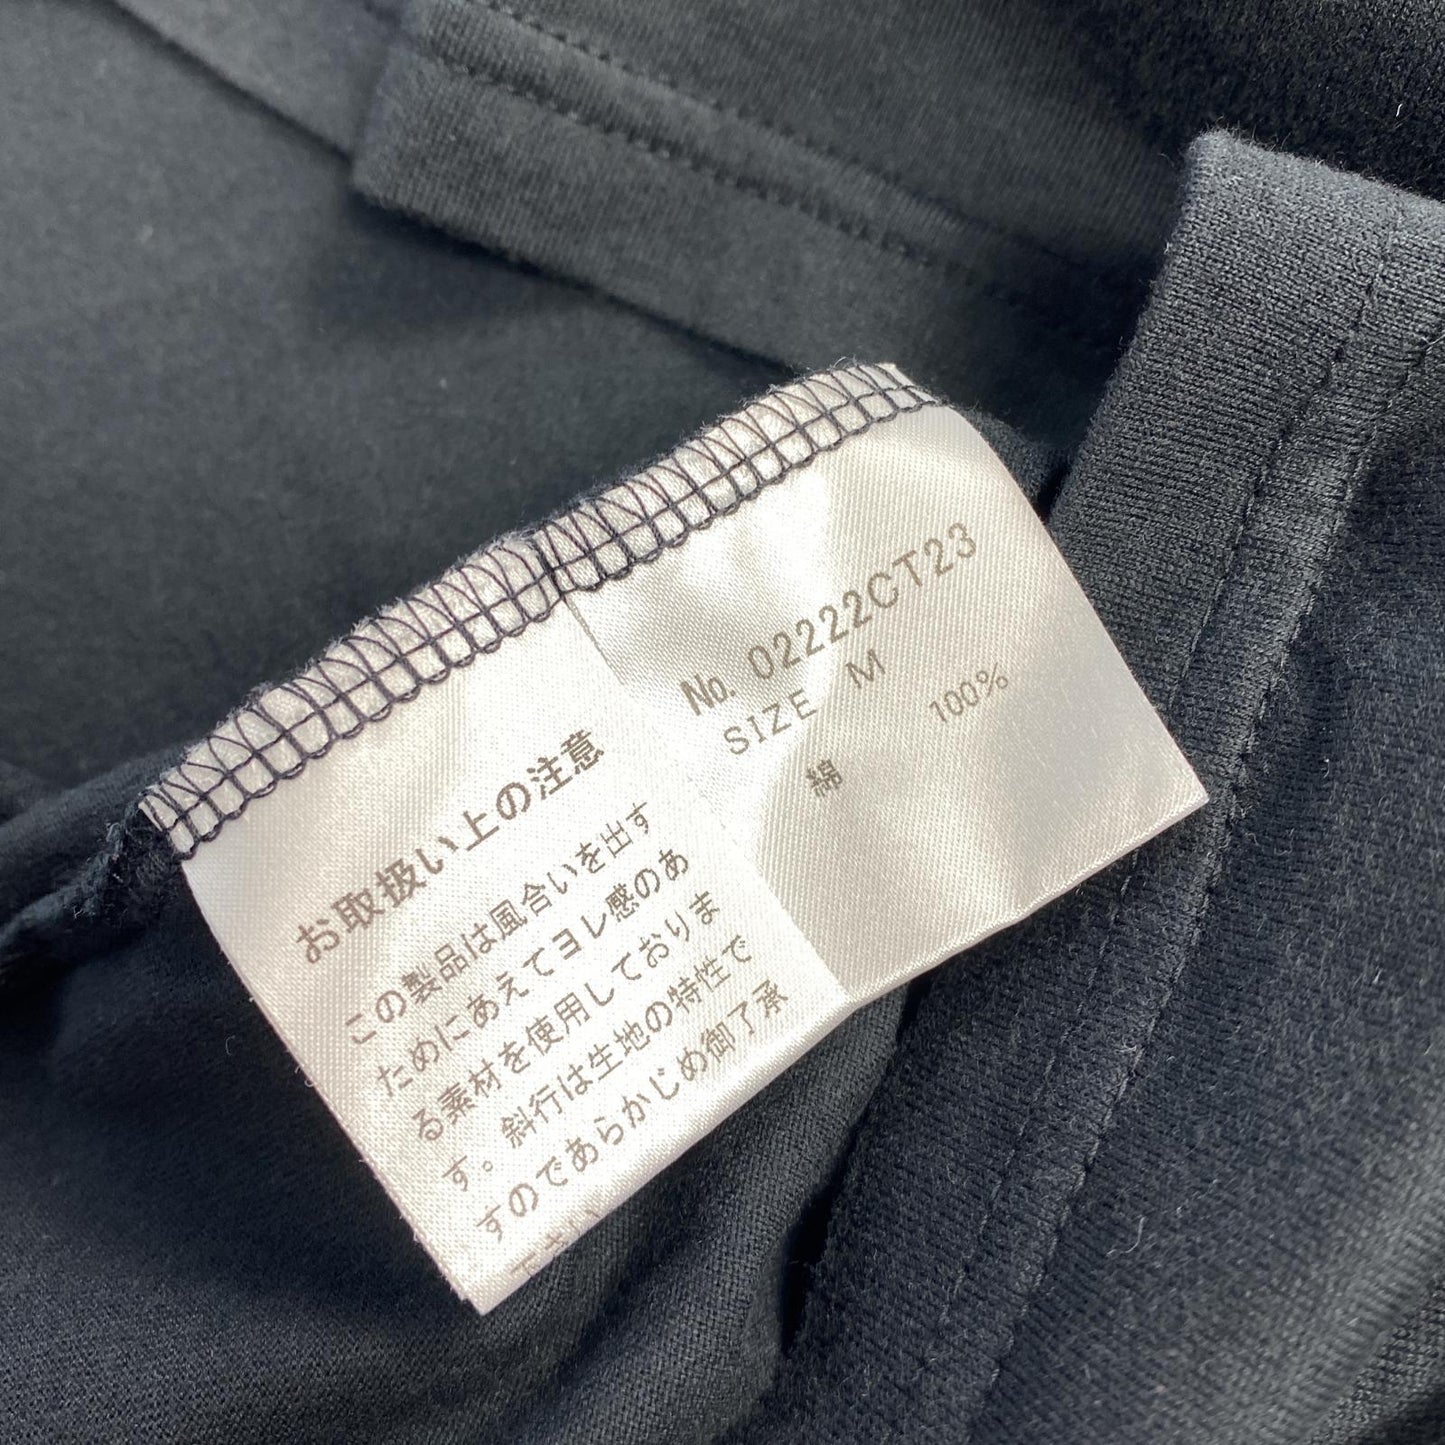 お取扱い上の注意
この製品は風合いを出す
ためにあえてヨレ感のあ
る素材を使用しておりま
す。斜行は生地の特性で
すのであらかじめ御了承
No. 02222CT23
SIZE M
綿 100%